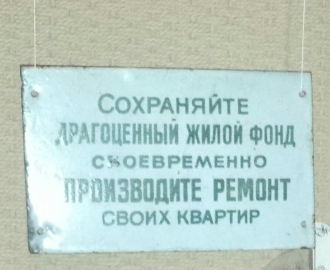 СОХРАНЯЙТЕ
ДРАГОЦЕННЫЙ ЖИЛОЙ ФОНД
СВОЕВРЕМЕННО
ПРОИЗВОДИТЕ РЕМОНТ
СВОИХ КВАРТИР